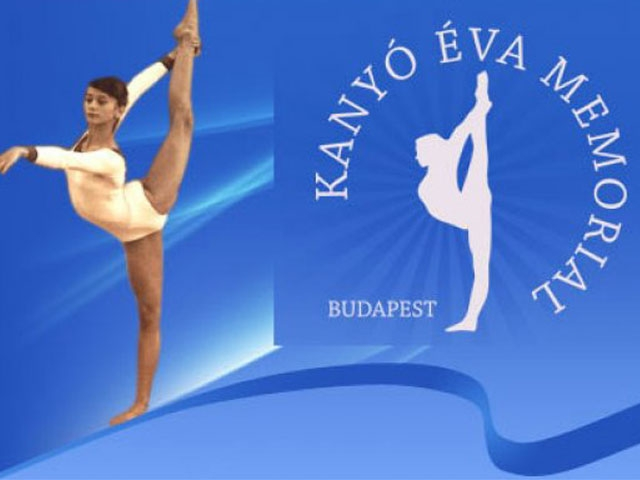 KANYÓ ÉVA MEMORIAL
BUDAPEST